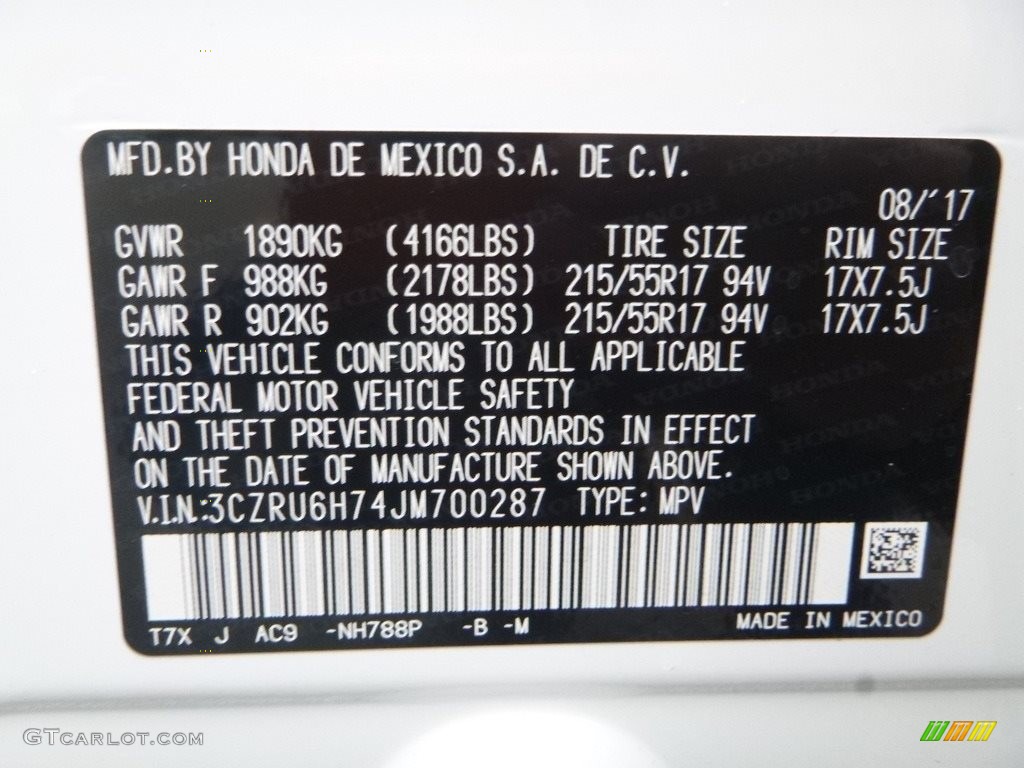 MFD.BY HONDA DE MEXICO S.A. DE C.V.
08/'17
GVWR 1890KG (4166LBS) TIRE SIZE RIM SIZE
GAWR F 988KG (2178LBS) 215/55R17 94V 17X7.5J
GAWR R 902KG (1988LBS) 215/55R17 94V 17X7.5J
THIS VEHICLE CONFORMS TO ALL APPLICABLE
FEDERAL MOTOR VEHICLE SAFETY
AND THEFT PREVENTION STANDARDS IN EFFECT
ON THE DATE OF MANUFACTURE SHOWN ABOVE.
V.I.N.:3CZRU6H74JM700287 TYPE: MPV
T7X J AC9 -NH788P -B -M MADE IN MEXICO
GTCARLOT.COM